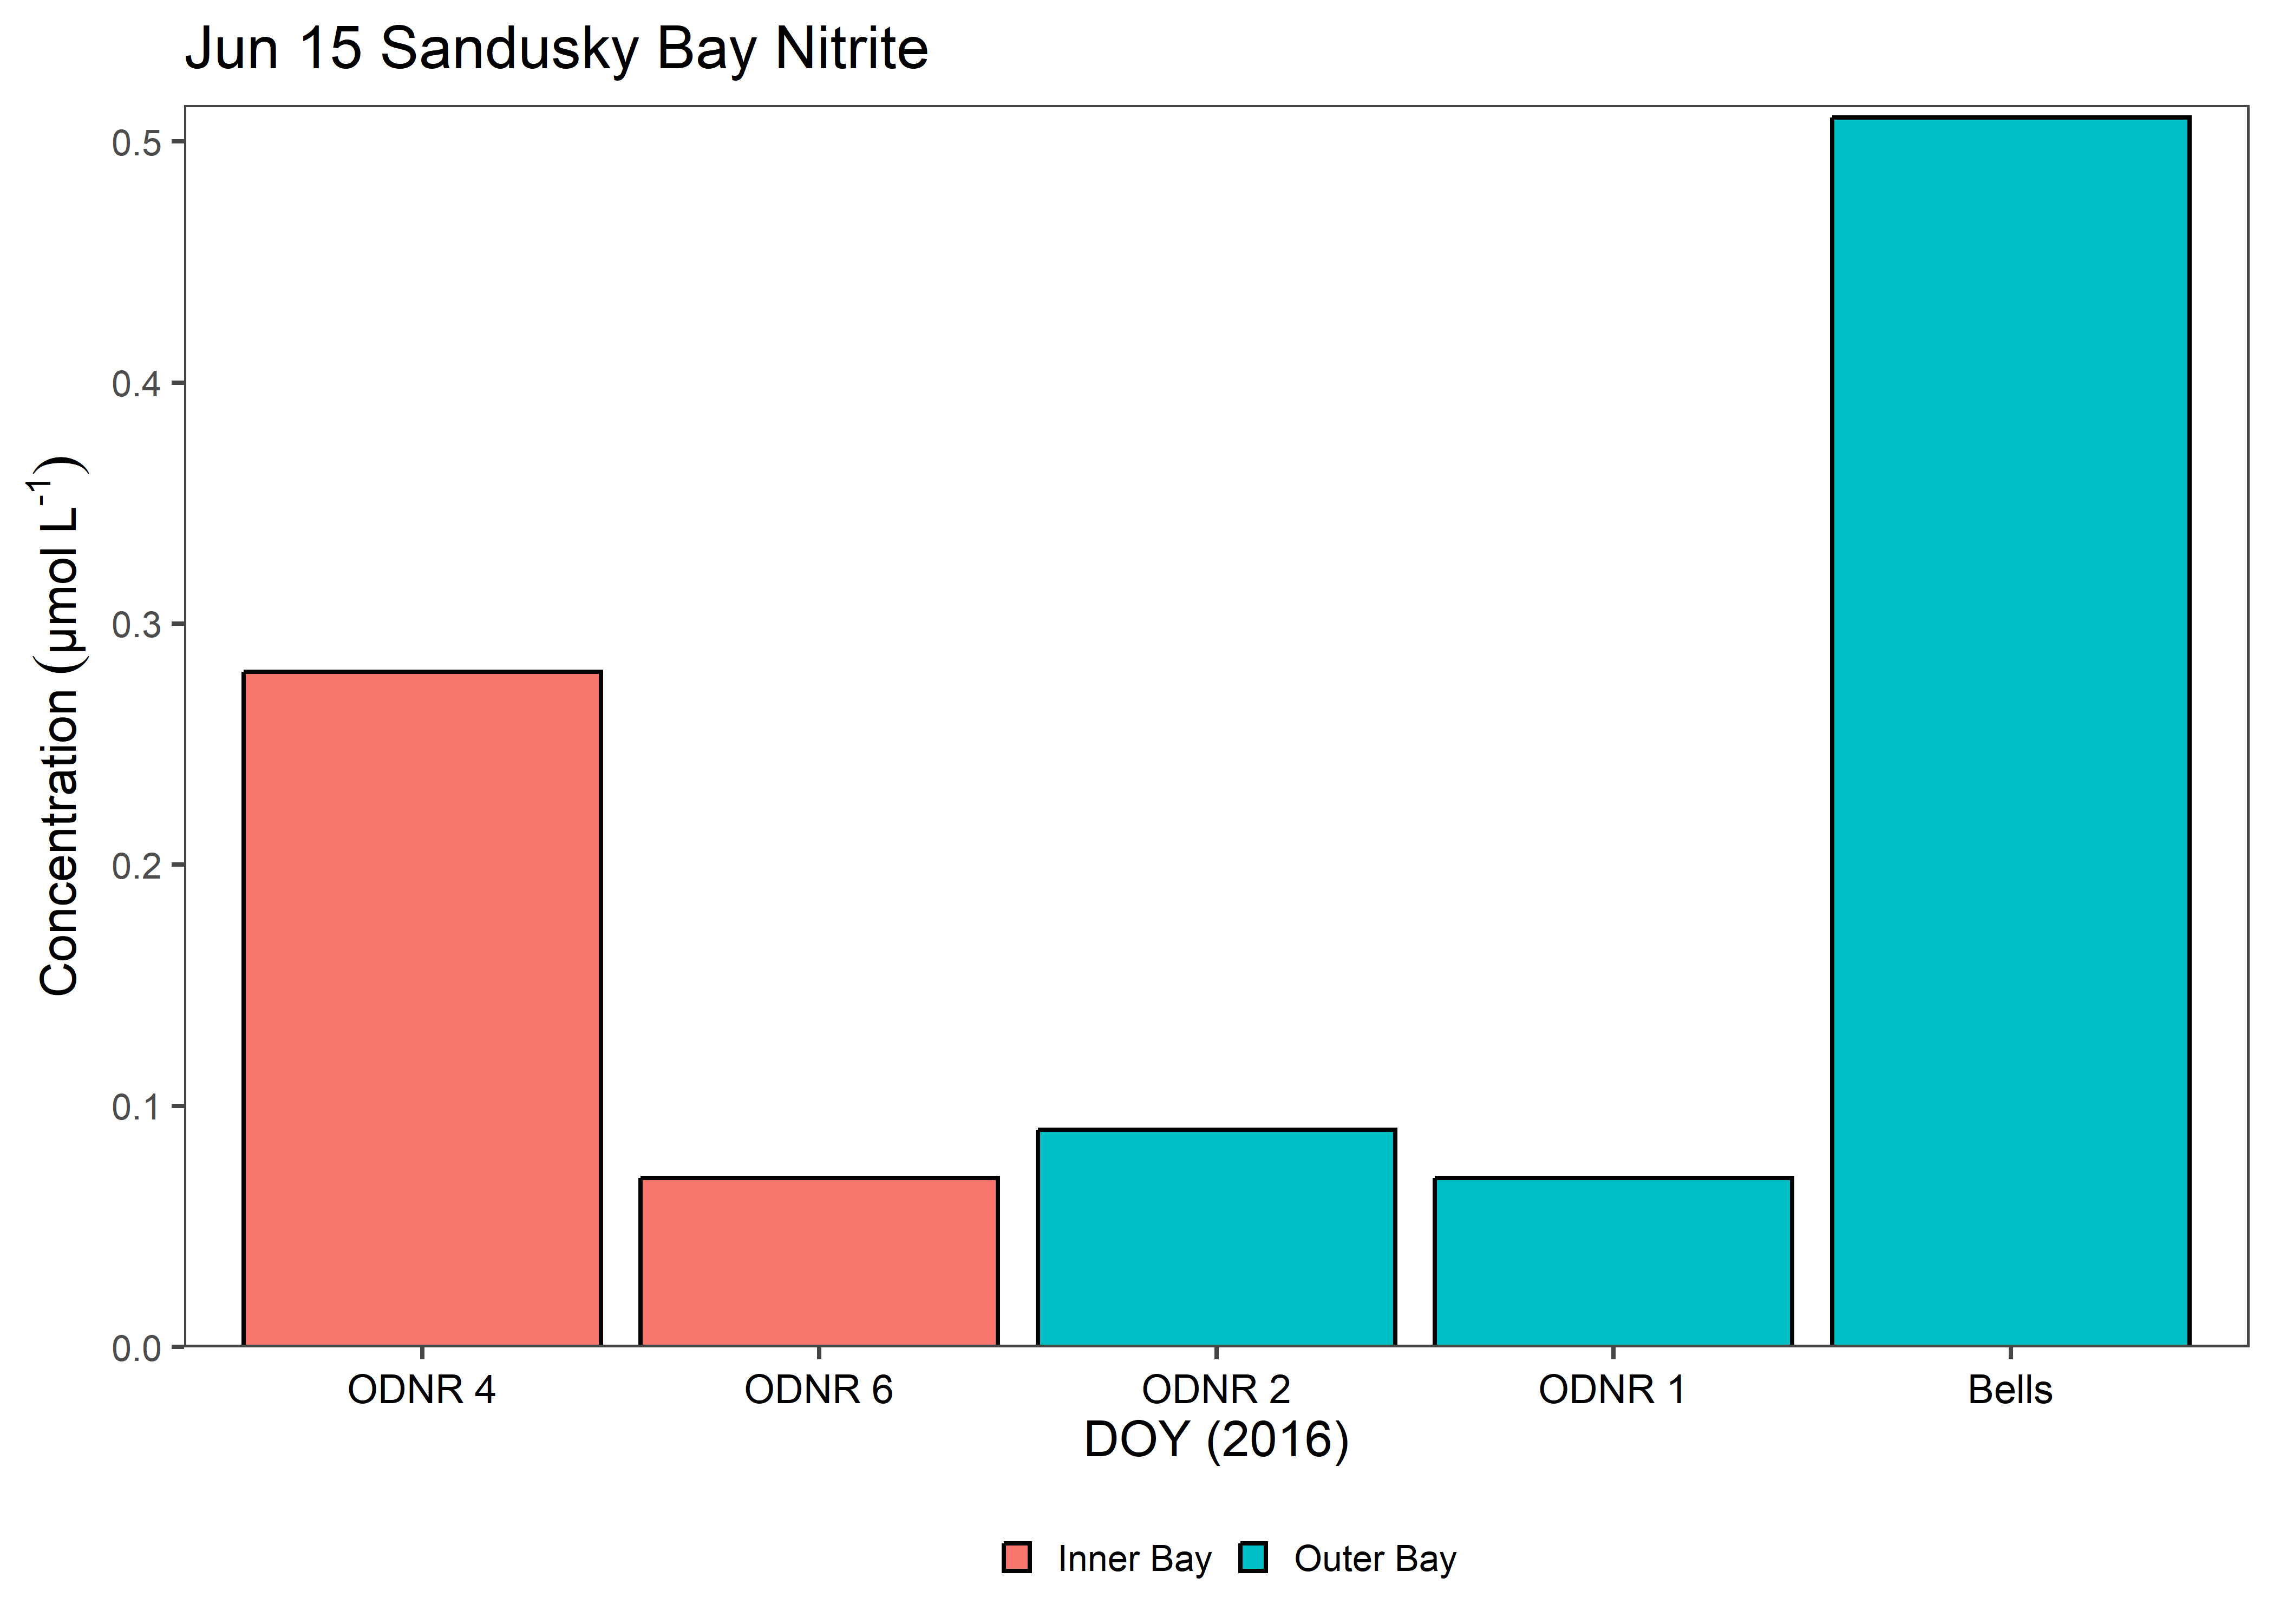 Jun 15 Sandusky Bay Nitrite
Concentration (µmol L⁻¹)
0.5
0.4
0.3
0.2
0.1
0.0
ODNR 4 ODNR 6 ODNR 2 ODNR 1 Bells
DOY (2016)
Inner Bay Outer Bay